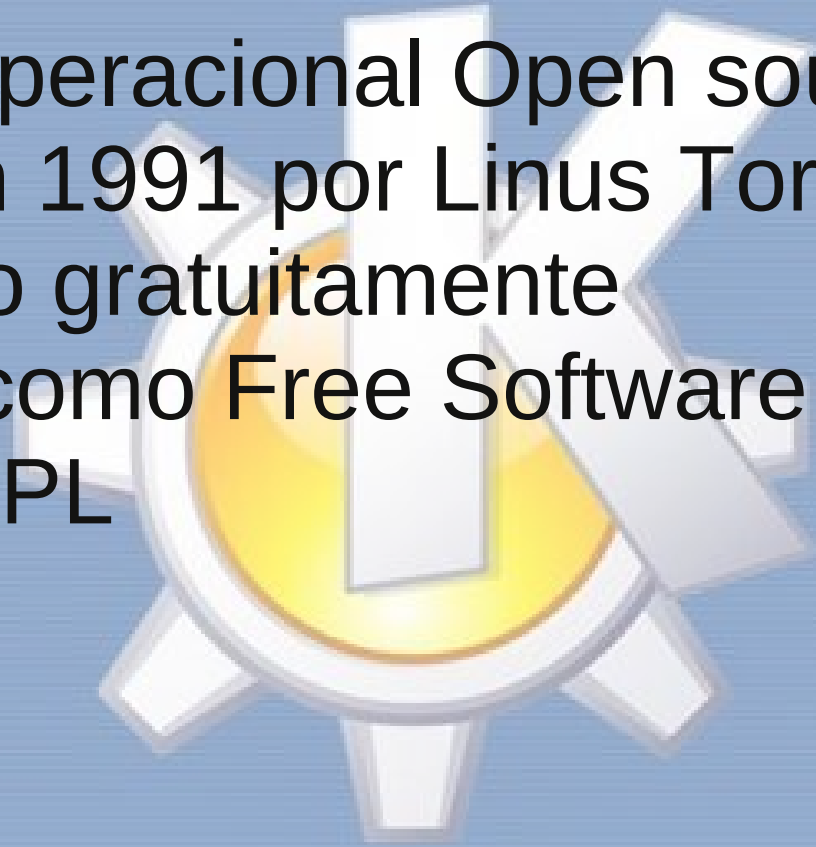 peracional Open sou
1991 por Linus Tor
o gratuitamente
como Free Software
PL